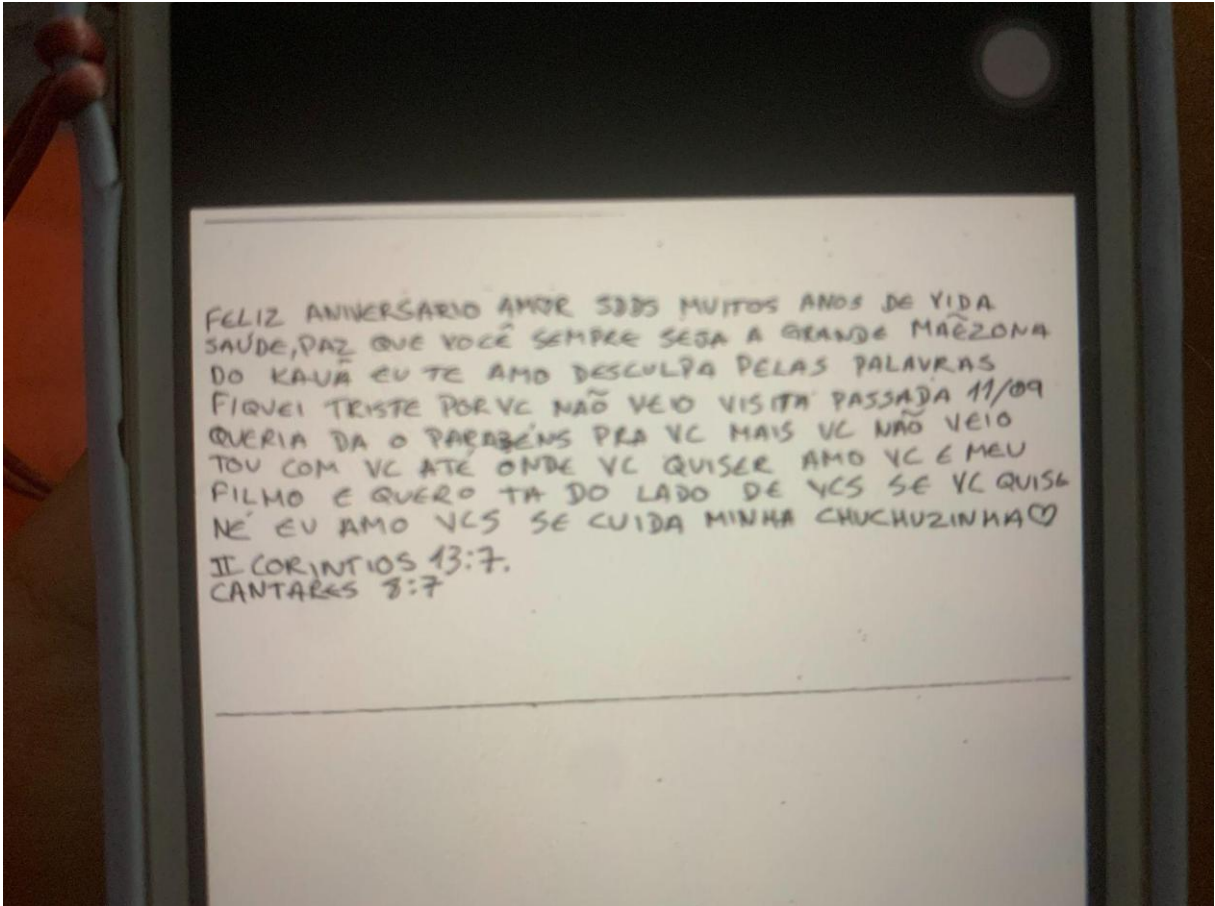 FELIZ ANIVERSARIO AMOR SDDS MUITOS ANOS DE VIDA
SAÚDE, PAZ QUE VOCÊ SEMPRE SEJA A GRANDE MÃEZONA
DO KAUÃ EU TE AMO DESCULPA PELAS PALAVRAS
FIQUEI TRISTE POR VC NAÕ VEIO VISITA PASSADA 11/09
QUERIA DA O PARABÉNS PRA VC MAIS VC NÃO VEIO
TOU COM VC ATÉ ONDE VC QUISER AMO VC E MEU
FILHO E QUERO TA DO LADO DE VCS SE VC QUISE
NÉ EU AMO VCS SE CUIDA MINHA CHUCHUZINHA♡
II CORINTIOS 13:7.
CANTARES 8:7